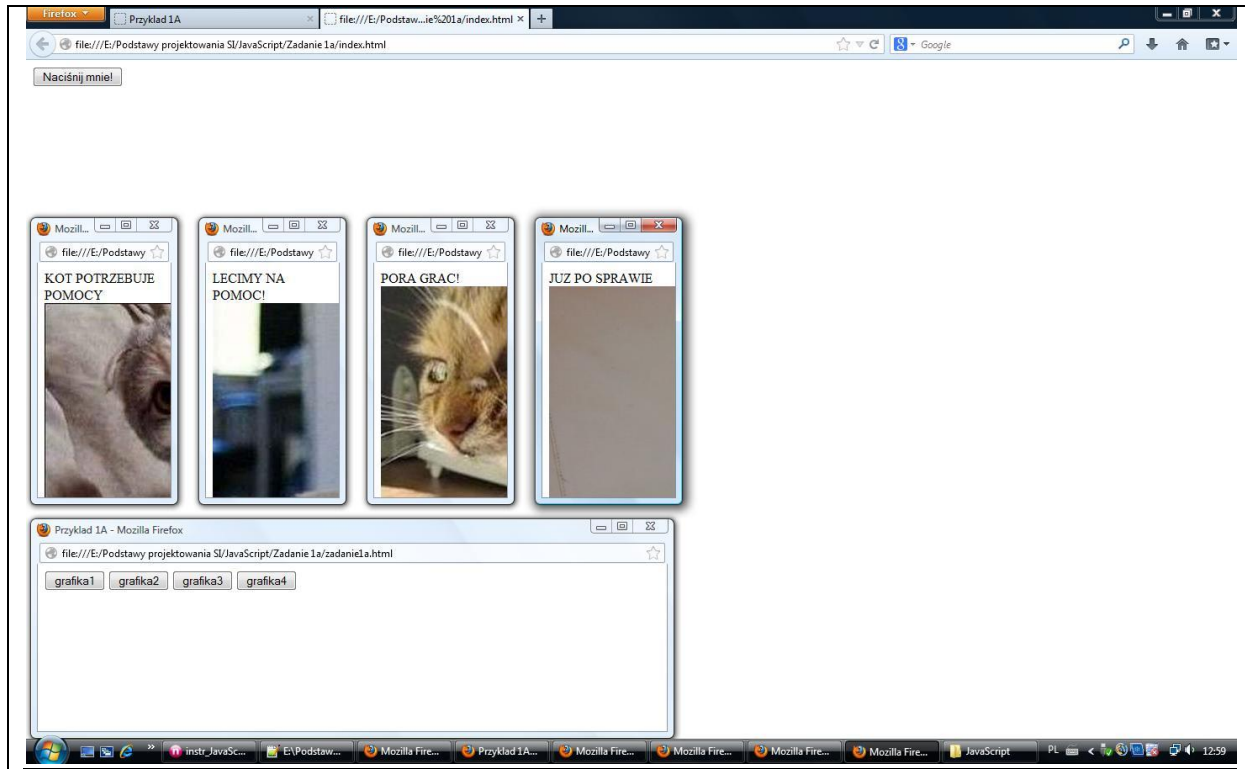 Firefox
Przyklad 1A
file:///E:/Podstaw...ie%201a/index.html
file:///E:/Podstawy projektowania SI/JavaScript/Zadanie 1a/index.html
Google
Naciśnij mnie!
Mozill...
file:///E:/Podstawy
KOT POTRZEBUJE
POMOCY
Mozill...
file:///E:/Podstawy
LECIMY NA
POMOC!
Mozill...
file:///E:/Podstawy
PORA GRAC!
Mozill...
file:///E:/Podstawy
JUZ PO SPRAWIE
Przyklad 1A - Mozilla Firefox
file:///E:/Podstawy projektowania SI/JavaScript/Zadanie 1a/zadanie1a.html
grafika1 grafika2 grafika3 grafika4
instr_JavaSc... E:\Podstaw... Mozilla Fire... Przyklad 1A... Mozilla Fire... Mozilla Fire... Mozilla Fire... Mozilla Fire... JavaScript PL 12:59